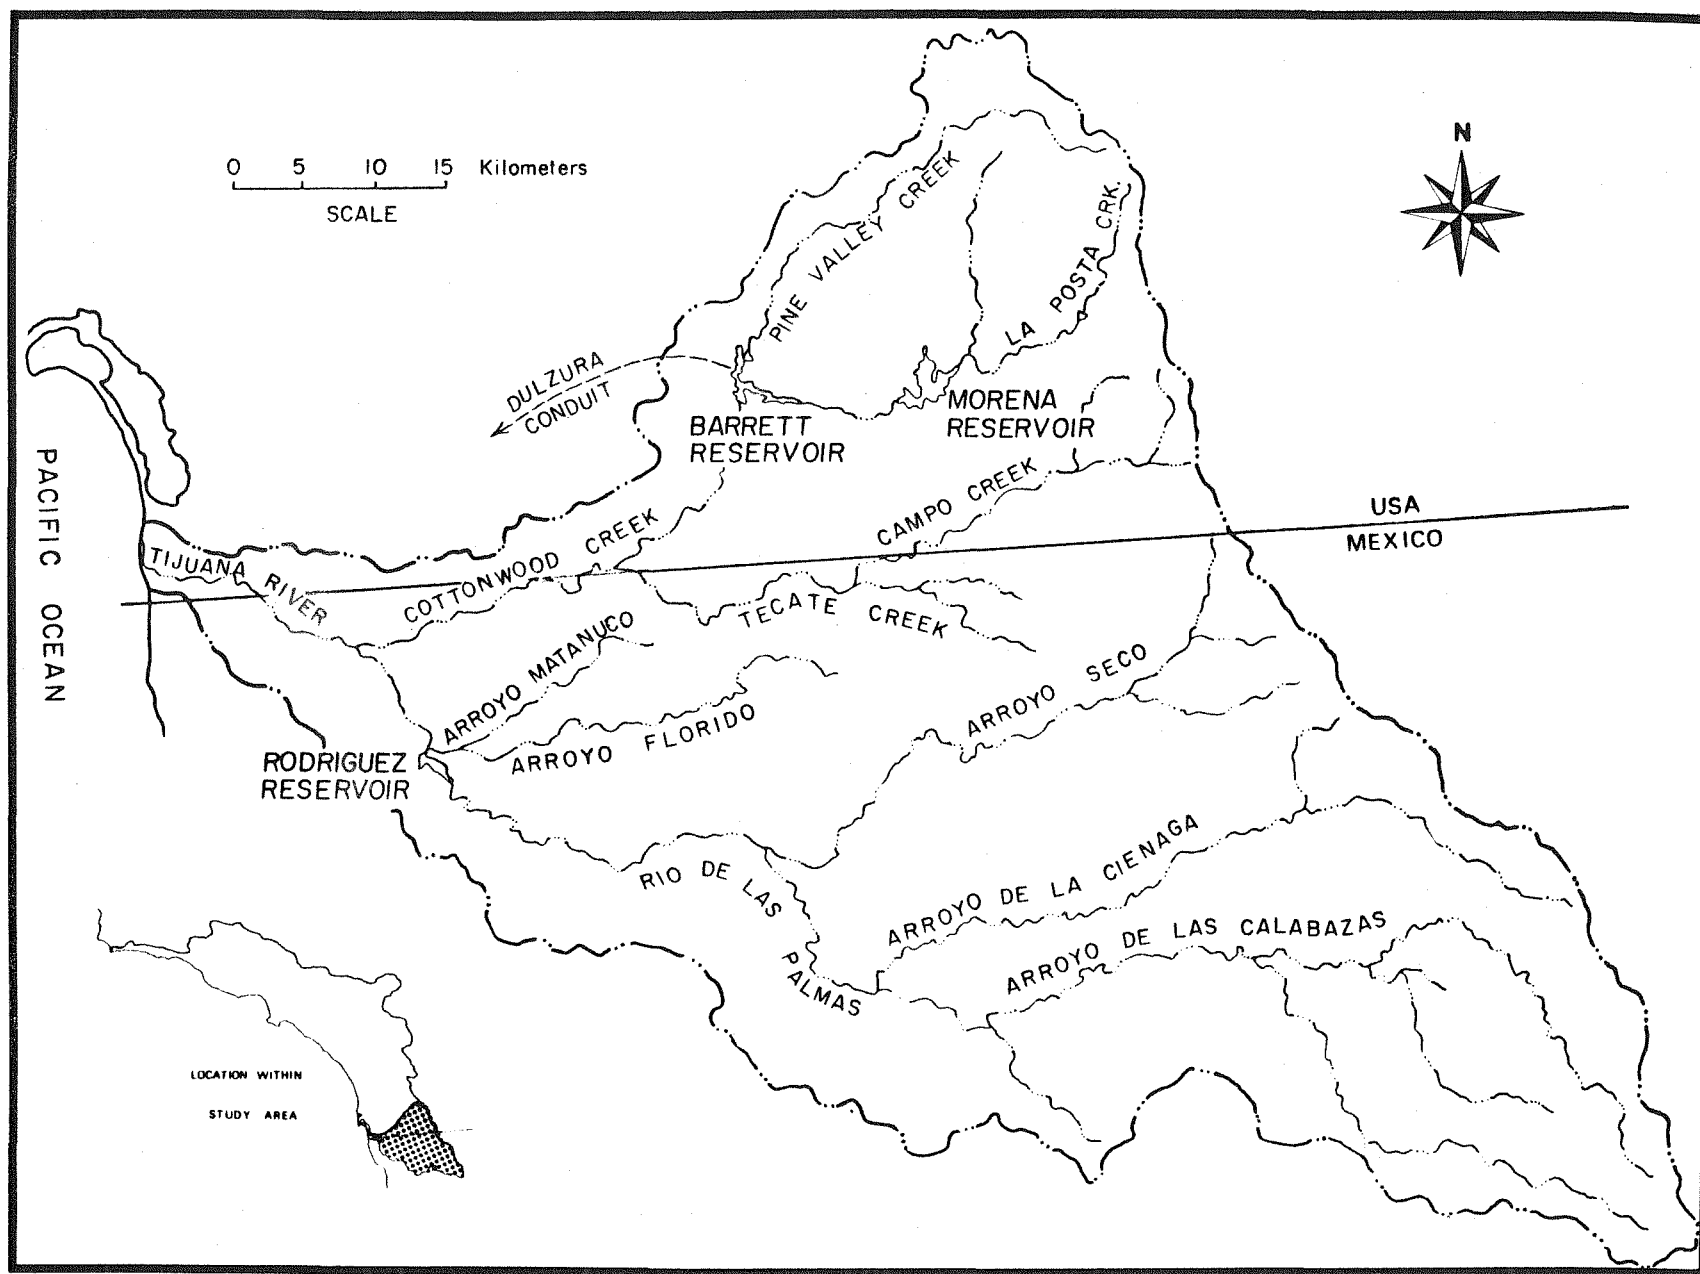 N
0 5 10 15 Kilometers
SCALE
PINE VALLEY CREEK
LA POSTA CRK.
DULZURA
CONDUIT
BARRETT
RESERVOIR
MORENA
RESERVOIR
PACIFIC OCEAN
CAMPO CREEK
USA
MEXICO
TIJUANA RIVER
COTTONWOOD CREEK
TECATE CREEK
ARROYO MATANUCO
ARROYO FLORIDO
ARROYO SECO
RODRIGUEZ
RESERVOIR
RIO DE LAS PALMAS
ARROYO DE LA CIENAGA
ARROYO DE LAS CALABAZAS
LOCATION WITHIN
STUDY AREA